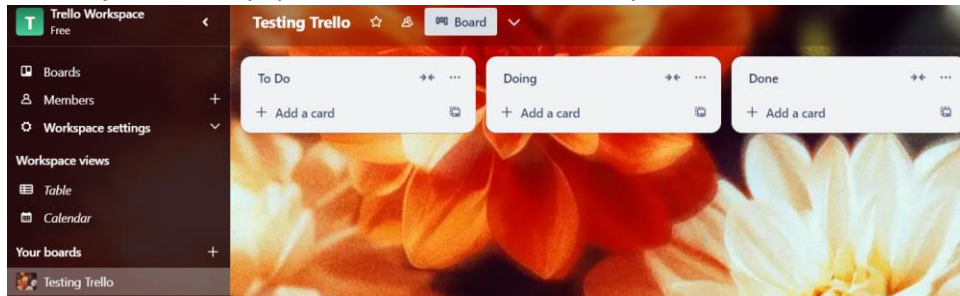 Trello Workspace
Free
Testing Trello
Board
Boards
Members
Workspace settings
Workspace views
Table
Calendar
Your boards
Testing Trello
To Do
Add a card
Doing
Add a card
Done
Add a card